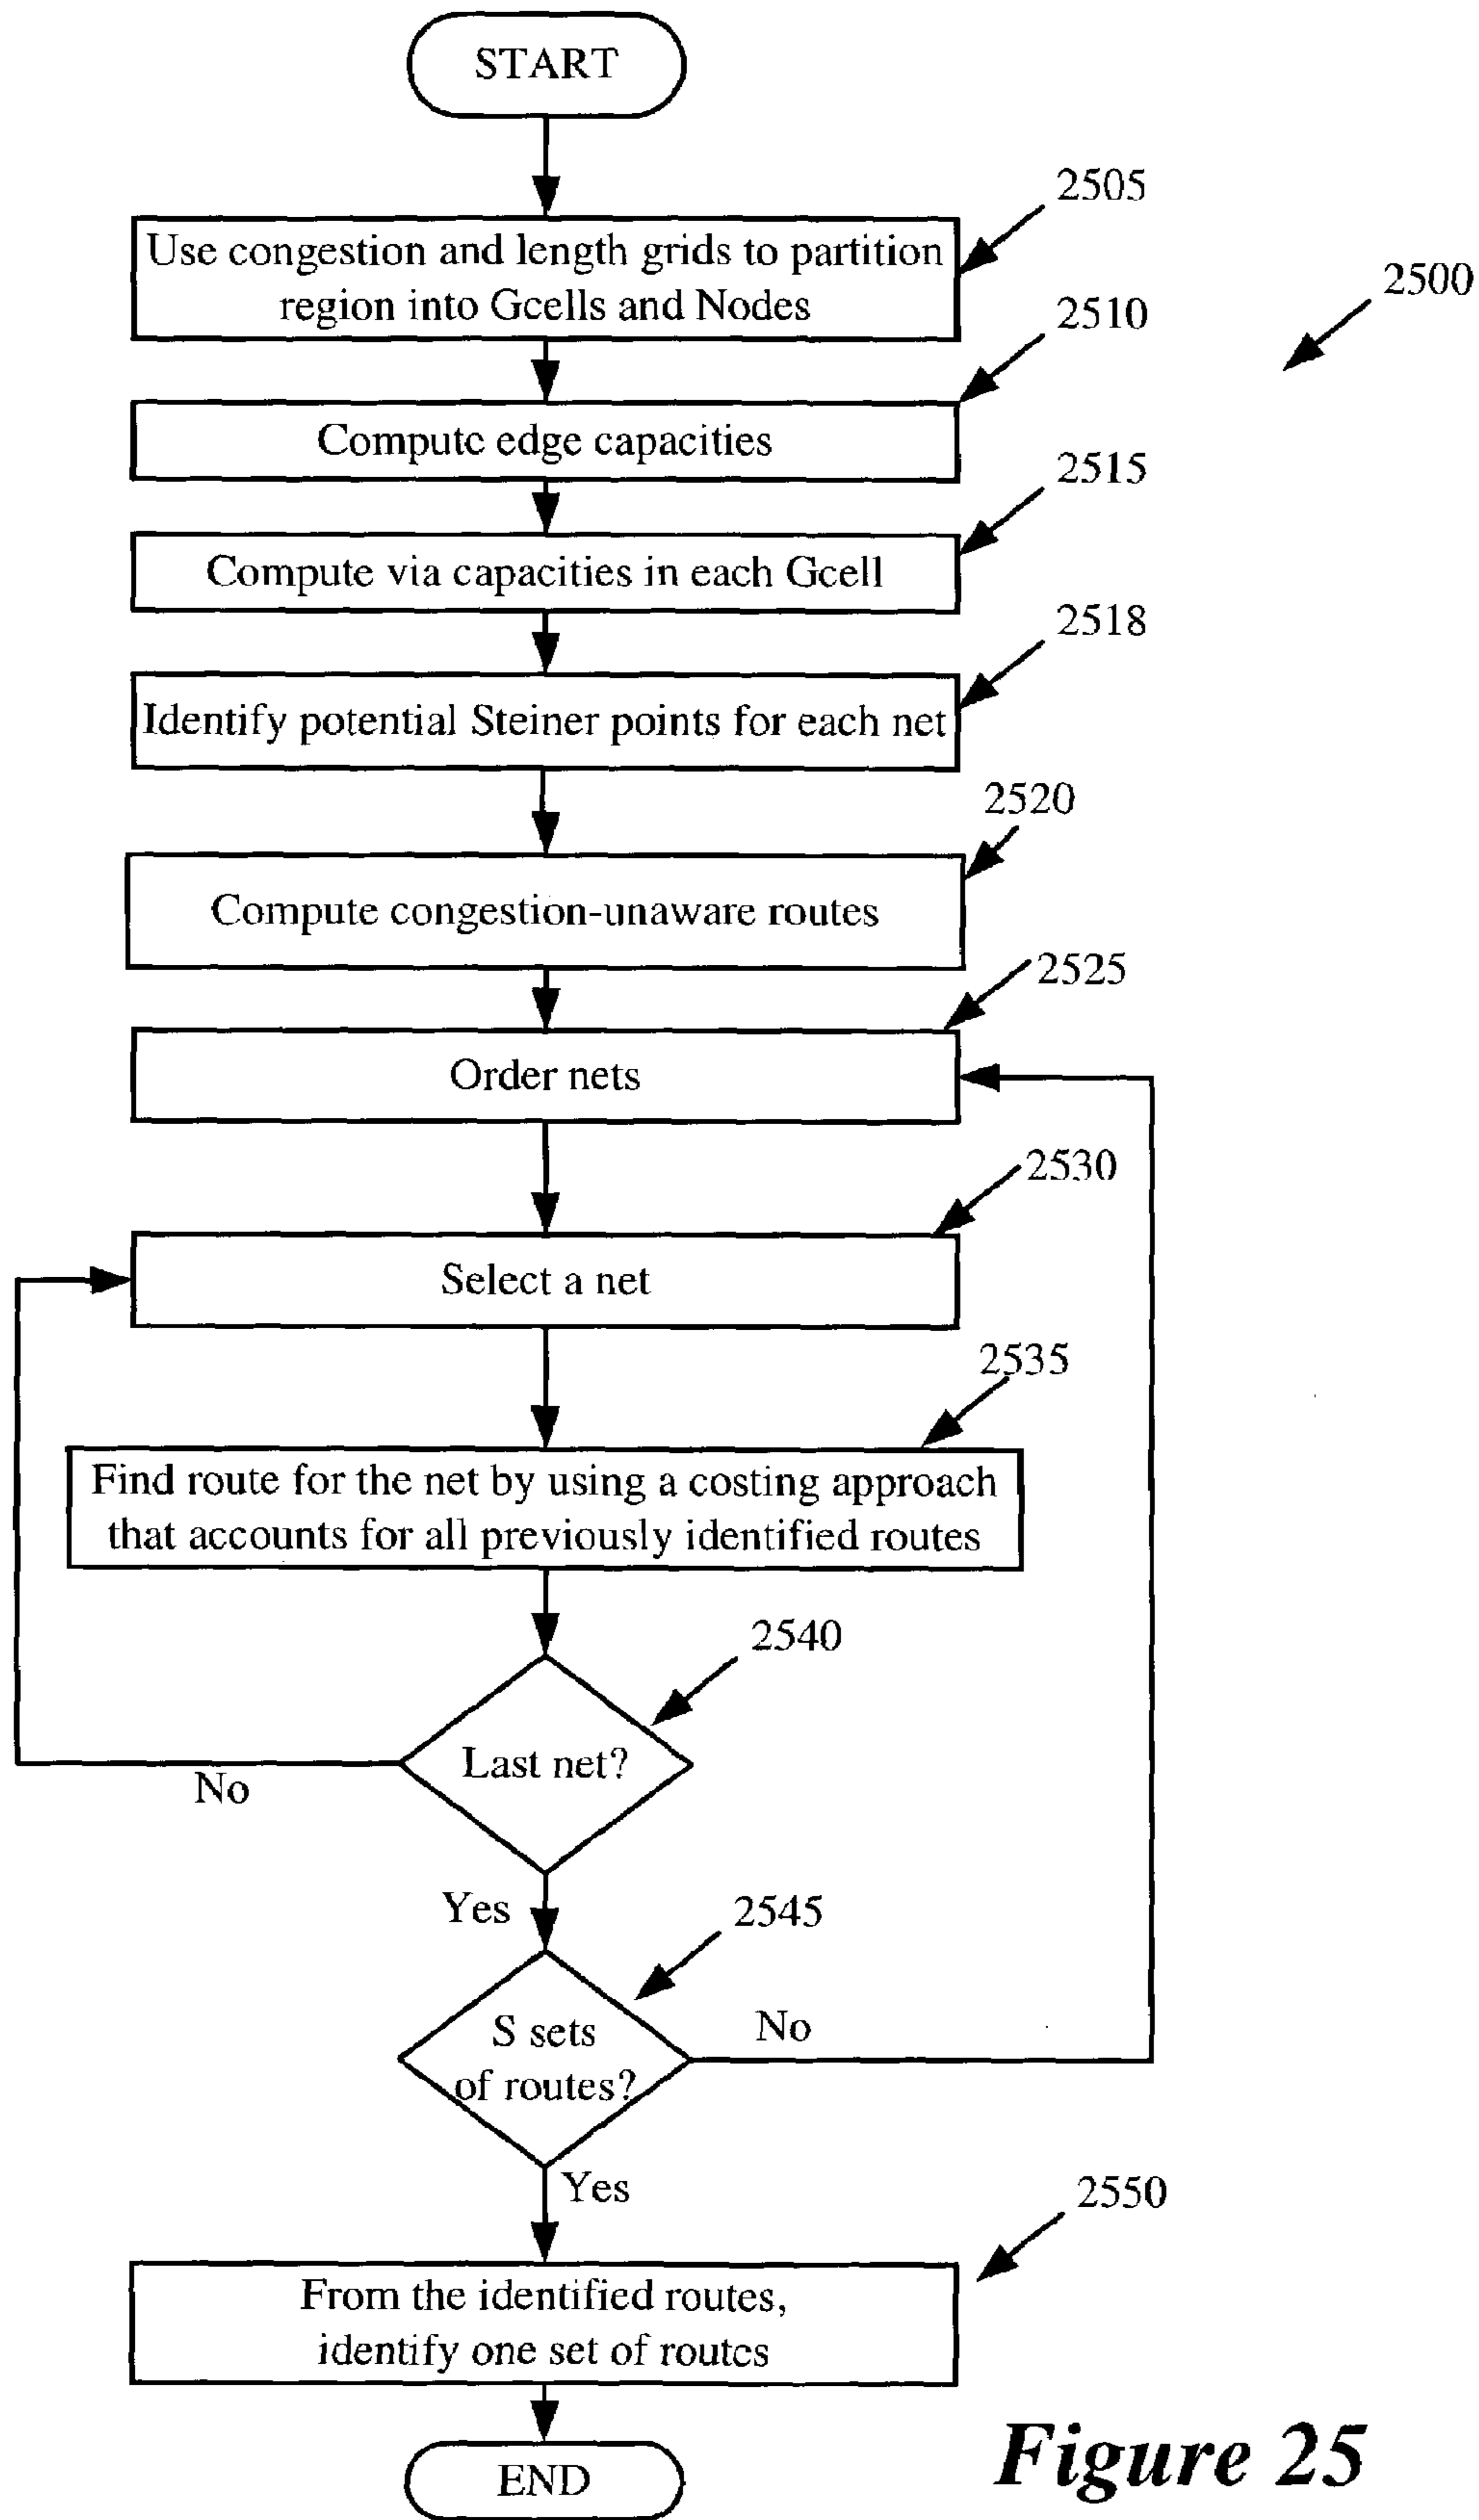 START
2505
Use congestion and length grids to partition
region into Gcells and Nodes
2500
2510
Compute edge capacities
2515
Compute via capacities in each Gcell
2518
Identify potential Steiner points for each net
2520
Compute congestion-unaware routes
2525
Order nets
2530
Select a net
2535
Find route for the net by using a costing approach
that accounts for all previously identified routes
2540
Last net?
No
Yes
2545
S sets
of routes?
No
Yes
2550
From the identified routes,
identify one set of routes
END
Figure 25